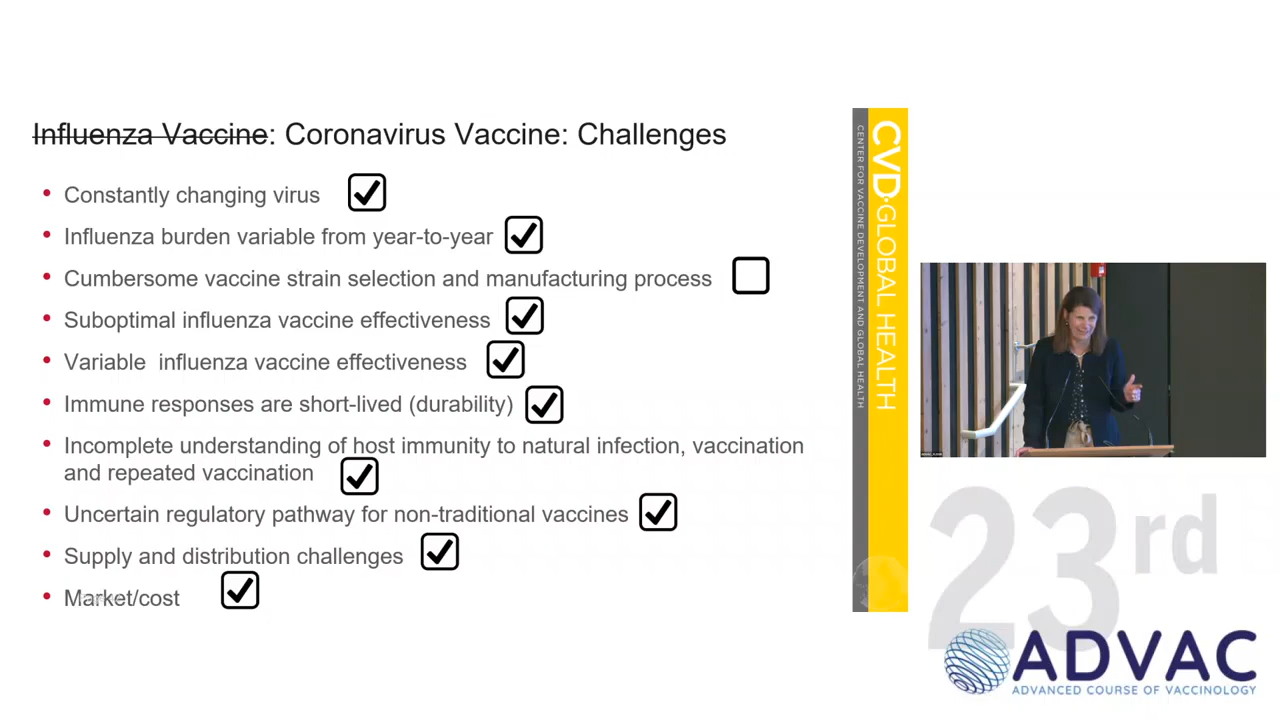 Influenza Vaccine: Coronavirus Vaccine: Challenges
• Constantly changing virus
• Influenza burden variable from year-to-year
• Cumbersome vaccine strain selection and manufacturing process
• Suboptimal influenza vaccine effectiveness
• Variable influenza vaccine effectiveness
• Immune responses are short-lived (durability)
• Incomplete understanding of host immunity to natural infection, vaccination
and repeated vaccination
• Uncertain regulatory pathway for non-traditional vaccines
• Supply and distribution challenges
• Market/cost
CVD·GLOBAL HEALTH
CENTER FOR VACCINE DEVELOPMENT AND GLOBAL HEALTH
23rd
ADVAC
ADVANCED COURSE OF VACCINOLOGY